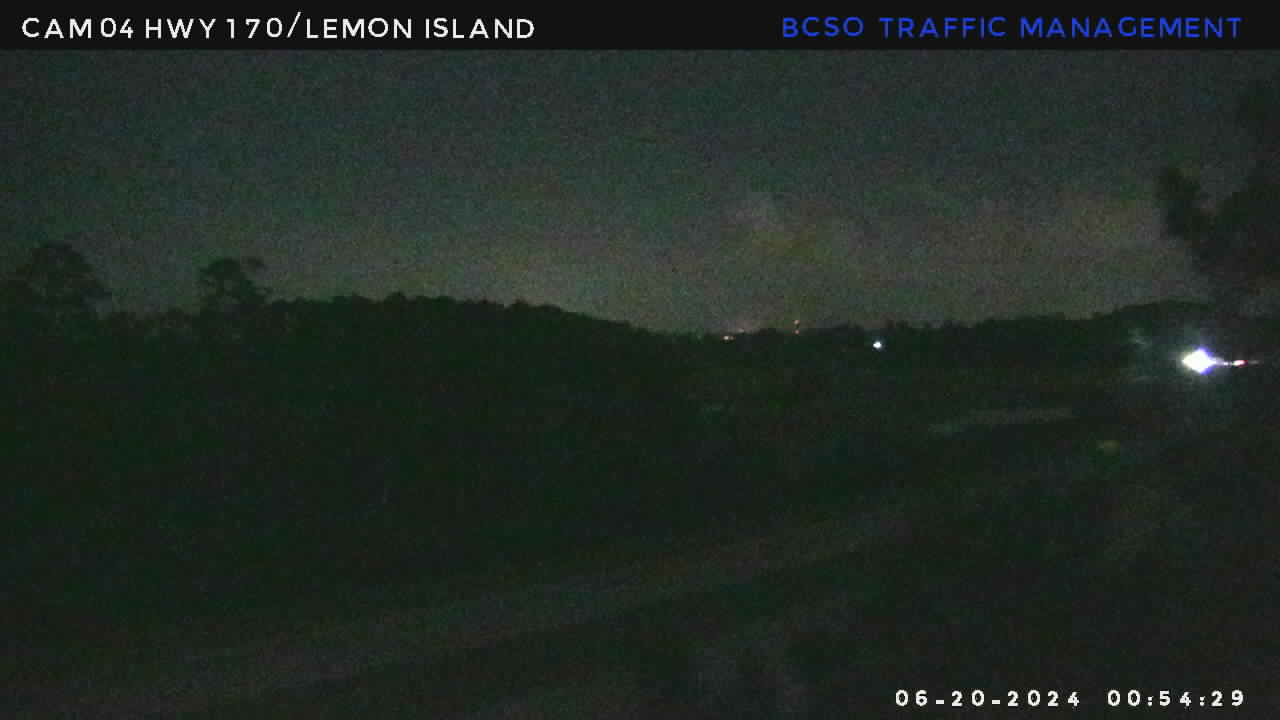 CAM04 HWY 170/LEMON ISLAND
BCSO TRAFFIC MANAGEMENT
06-20-2024 00:54:29